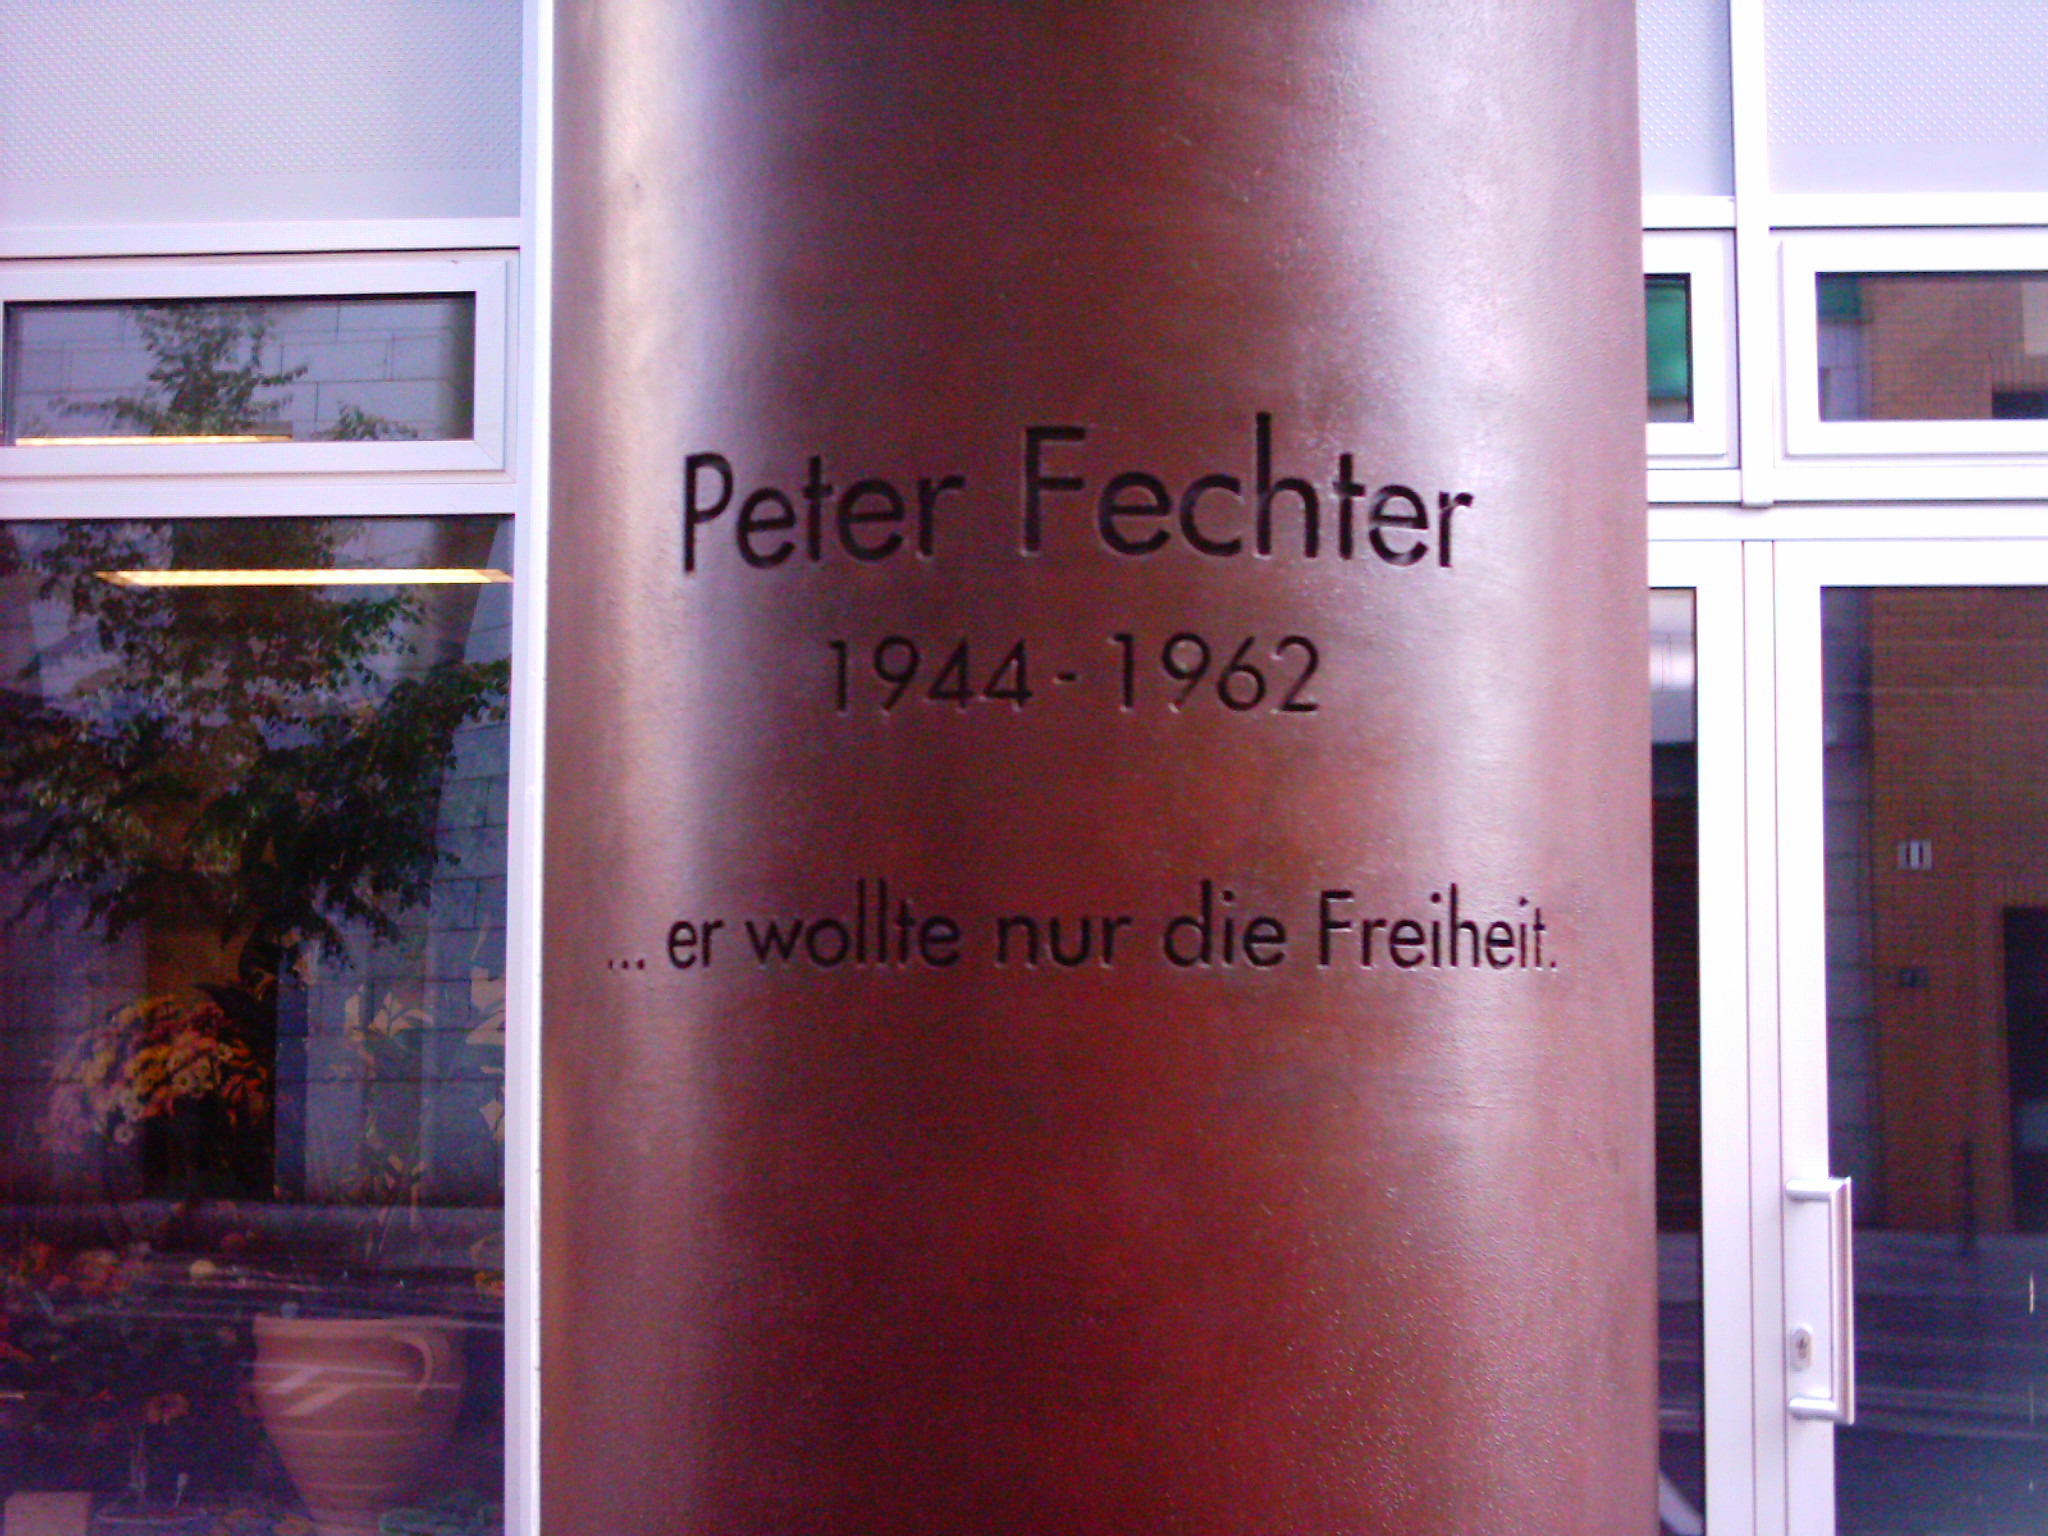 Peter Fechter
1944 - 1962
... er wollte nur die Freiheit.